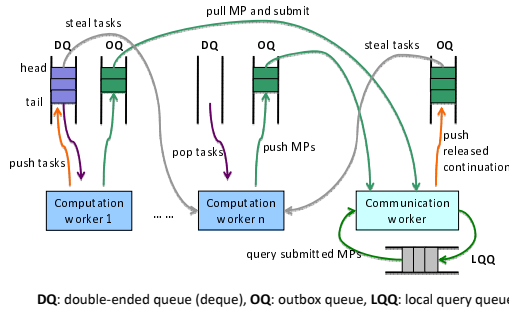 steal tasks
pull MP and submit
DQ
OQ
DQ
OQ
steal tasks
OQ
head
tail
push tasks
pop tasks
push MPs
push
released
continuation
Computation
worker 1
... ...
Computation
worker n
Communication
worker
query submitted MPs
LQQ
DQ: double-ended queue (deque), OQ: outbox queue, LQQ: local query queue